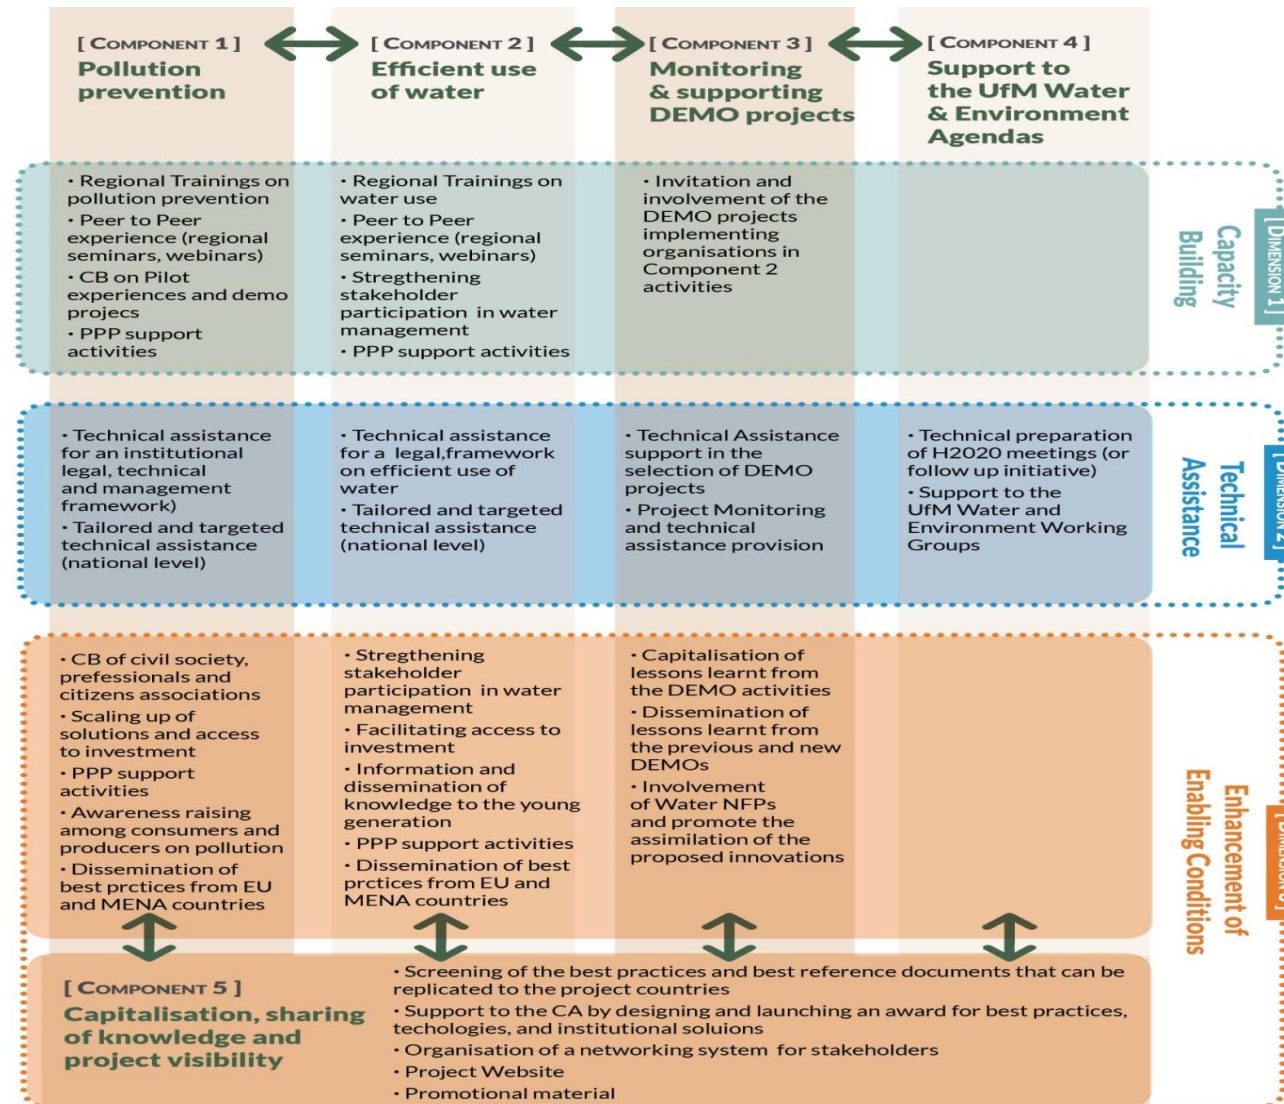 [ COMPONENT 1 ]
Pollution
prevention
[ COMPONENT 2 ]
Efficient use
of water
[ COMPONENT 3 ]
Monitoring
& supporting
DEMO projects
[ COMPONENT 4 ]
Support to
the UfM Water
& Environment
Agendas
• Regional Trainings on
pollution prevention
• Peer to Peer
experience (regional
seminars, webinars)
• CB on Pilot
experiences and demo
projecs
• PPP support
activities
• Regional Trainings on
water use
• Peer to Peer
experience (regional
seminars, webinars)
• Stregthening
stakeholder
participation in water
management
• PPP support activities
• Invitation and
involvement of the
DEMO projects
implementing
organisations in
Component 2
activities
[ DIMENSION 1 ]
Capacity
Building
• Technical assistance
for an institutional
legal, technical
and management
framework)
• Tailored and targeted
technical assistance
(national level)
• Technical assistance
for a legal,framework
on efficient use of
water
• Tailored and targeted
technical assistance
(national level)
• Technical Assistance
support in the
selection of DEMO
projects
• Project Monitoring
and technical
assistance provision
• Technical preparation
of H2020 meetings (or
follow up initiative)
• Support to the
UfM Water and
Environment Working
Groups
[ DIMENSION 2 ]
Technical
Assistance
• CB of civil society,
prefessionals and
citizens associations
• Scaling up of
solutions and access
to investment
• PPP support
activities
• Awareness raising
among consumers and
producers on pollution
• Dissemination of
best prctices from EU
and MENA countries
• Stregthening
stakeholder
participation in water
management
• Facilitating access to
investment
• Information and
dissemination of
knowledge to the young
generation
• PPP support activities
• Dissemination of best
prctices from EU and
MENA countries
• Capitalisation of
lessons learnt from
the DEMO activities
• Dissemination of
lessons learnt from
the previous and new
DEMOs
• Involvement
of Water NFPs
and promote the
assimilation of the
proposed innovations
[ DIMENSION 3 ]
Enhancement of
Enabling Conditions
[ COMPONENT 5 ]
Capitalisation, sharing
of knowledge and
project visibility
• Screening of the best practices and best reference documents that can be
replicated to the project countries
• Support to the CA by designing and launching an award for best practices,
techologies, and institutional soluions
• Organisation of a networking system for stakeholders
• Project Website
• Promotional material